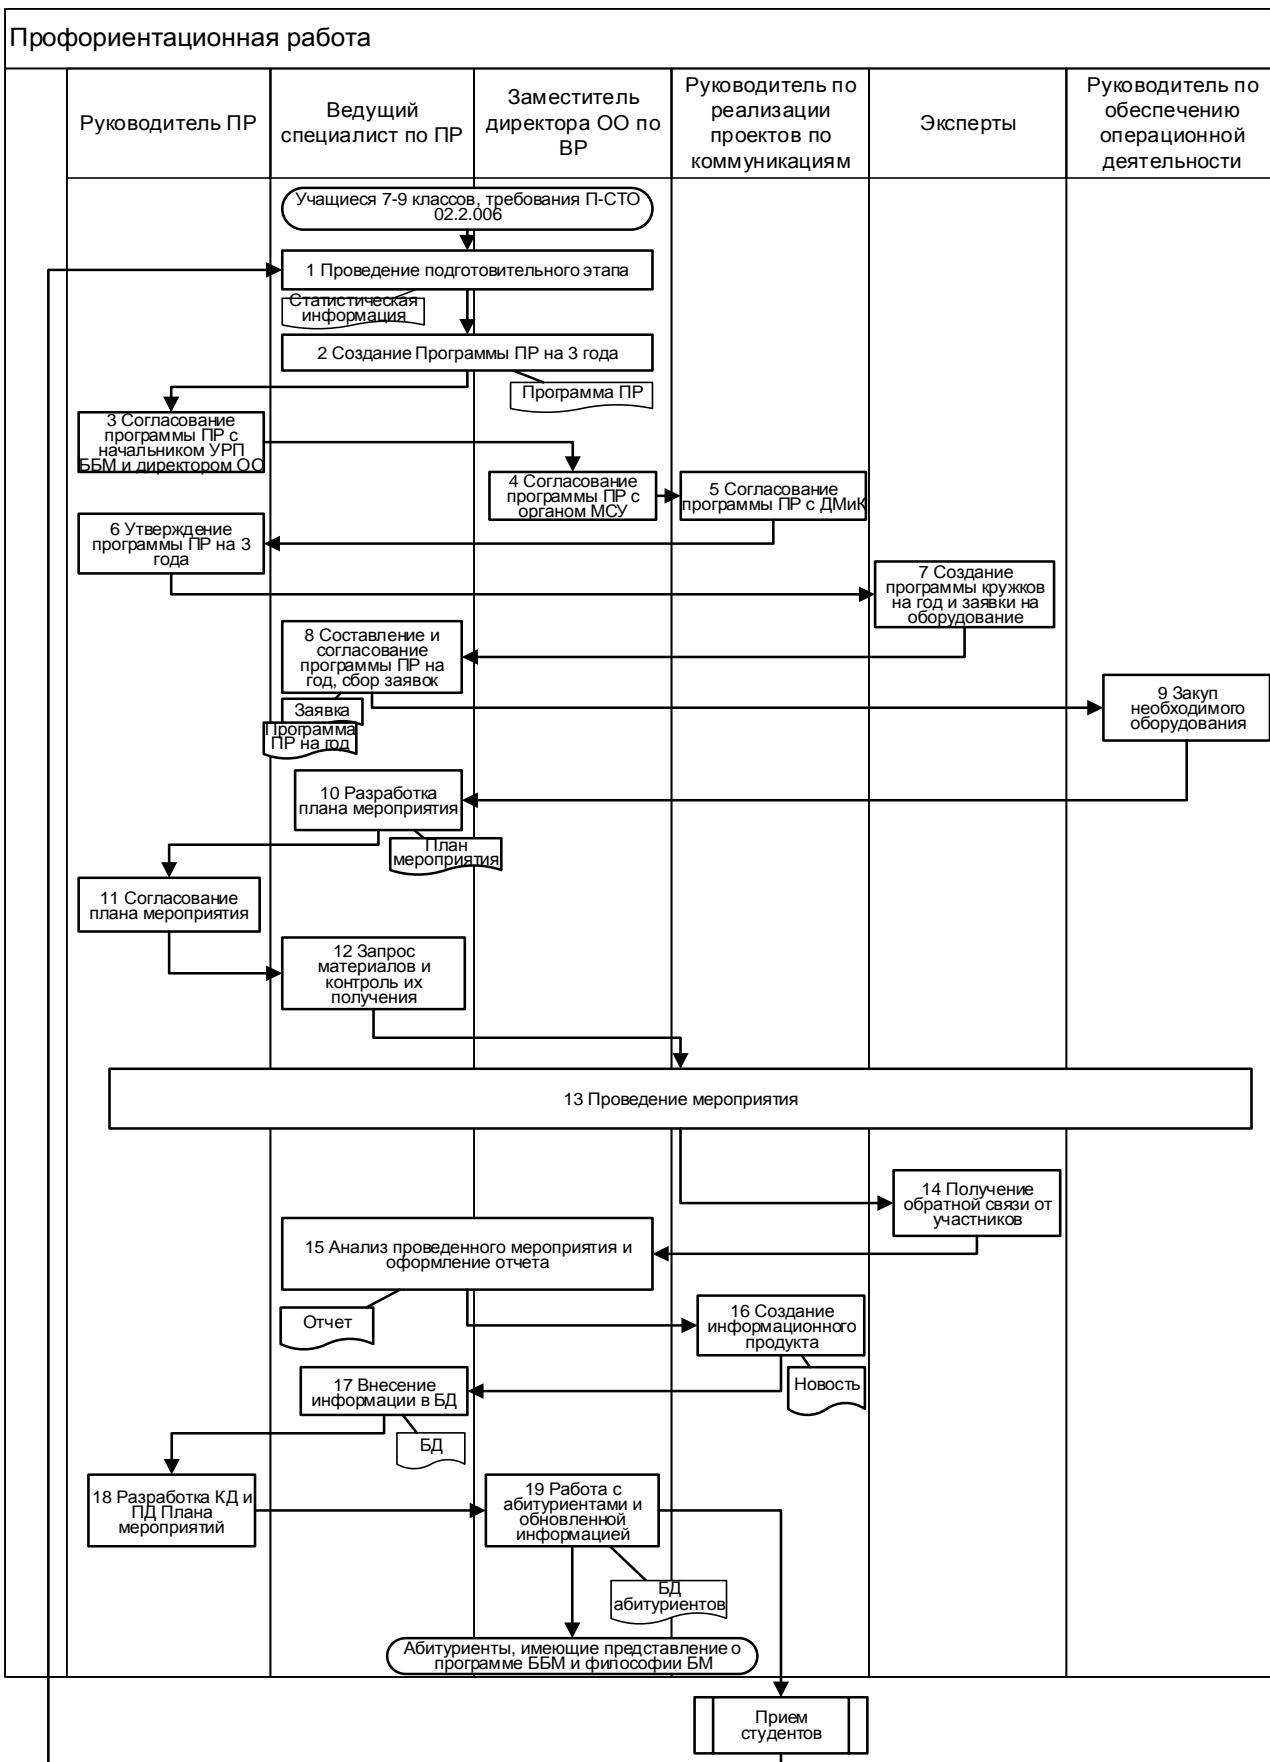 Профориентационная работа
Руководитель ПР
Ведущий
специалист по ПР
Заместитель
директора ОО по
ВР
Руководитель по
реализации
проектов по
коммуникациям
Эксперты
Руководитель по
обеспечению
операционной
деятельности
Учащиеся 7-9 классов, требования П-СТО
02.2.006
1 Проведение подготовительного этапа
Статистическая
информация
2 Создание Программы ПР на 3 года
Программа ПР
3 Согласование
программы ПР с
начальником УРП
ББМ и директором ОО
4 Согласование
программы ПР с
органом МСУ
5 Согласование
программы ПР с ДМиК
6 Утверждение
программы ПР на 3
года
7 Создание
программы кружков
на год и заявки на
оборудование
8 Составление и
согласование
программы ПР на
год, сбор заявок
Заявка
Программа
ПР на год
9 Закуп
необходимого
оборудования
10 Разработка
плана мероприятия
План
мероприятия
11 Согласование
плана мероприятия
12 Запрос
материалов и
контроль их
получения
13 Проведение мероприятия
14 Получение
обратной связи от
участников
15 Анализ проведенного мероприятия и
оформление отчета
Отчет
16 Создание
информационного
продукта
Новость
17 Внесение
информации в БД
БД
18 Разработка КД и
ПД Плана
мероприятий
19 Работа с
абитуриентами и
обновленной
информацией
БД
абитуриентов
Абитуриенты, имеющие представление о
программе ББМ и философии БМ
Прием
студентов